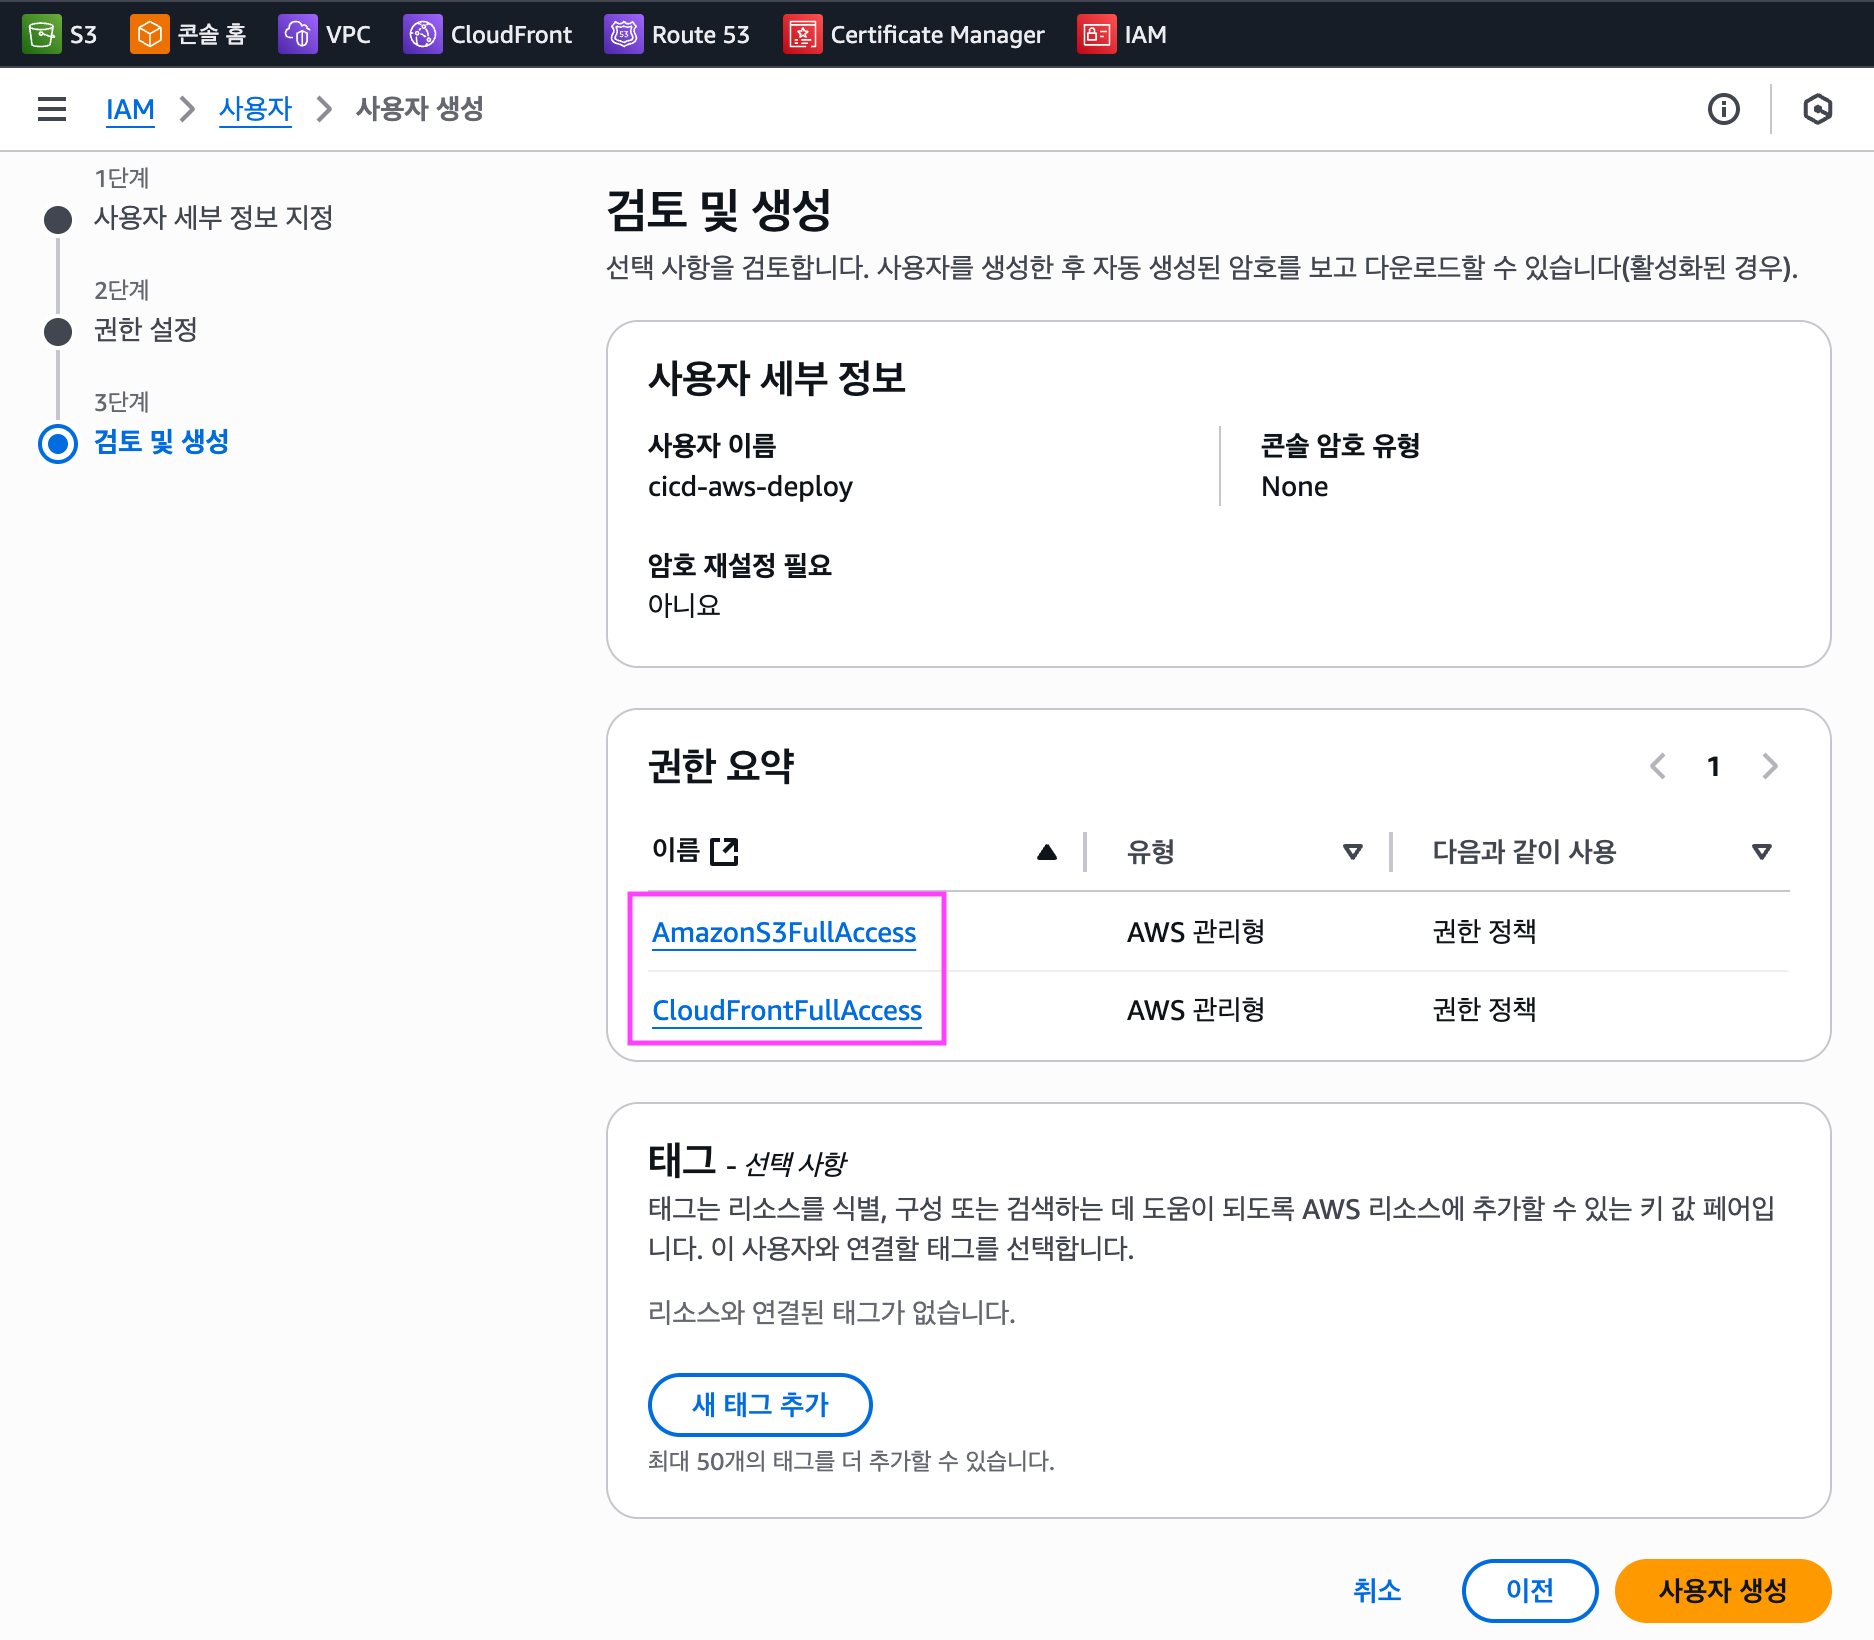 S3 콘솔 홈 VPC CloudFront Route 53 Certificate Manager IAM
IAM 사용자 사용자 생성
1단계
사용자 세부 정보 지정
2단계
권한 설정
3단계
검토 및 생성
검토 및 생성
선택 사항을 검토합니다. 사용자를 생성한 후 자동 생성된 암호를 보고 다운로드할 수 있습니다(활성화된 경우).
사용자 세부 정보
사용자 이름
cicd-aws-deploy
콘솔 암호 유형
None
암호 재설정 필요
아니요
권한 요약
1
이름 유형 다음과 같이 사용
AmazonS3FullAccess AWS 관리형 권한 정책
CloudFrontFullAccess AWS 관리형 권한 정책
태그 - 선택 사항
태그는 리소스를 식별, 구성 또는 검색하는 데 도움이 되도록 AWS 리소스에 추가할 수 있는 키 값 페어입
니다. 이 사용자와 연결할 태그를 선택합니다.
리소스와 연결된 태그가 없습니다.
새 태그 추가
최대 50개의 태그를 더 추가할 수 있습니다.
취소 이전 사용자 생성